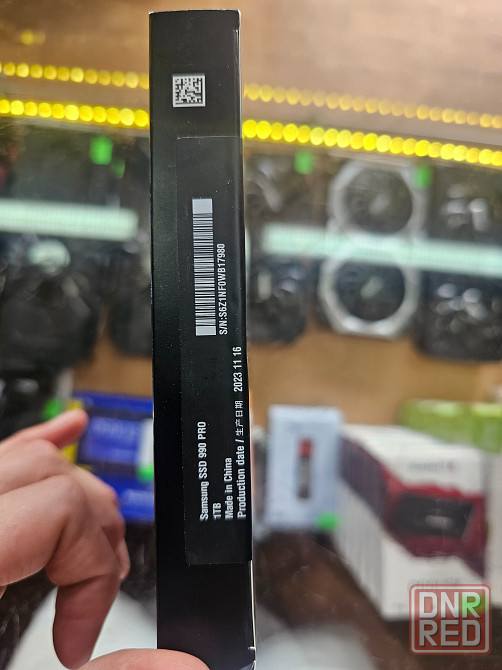 S/N:S6Z1NF0WB17980
Samsung SSD 990 PRO
1TB
Made in China
Production date / 生产日期 2023 11 16
DNR
RED